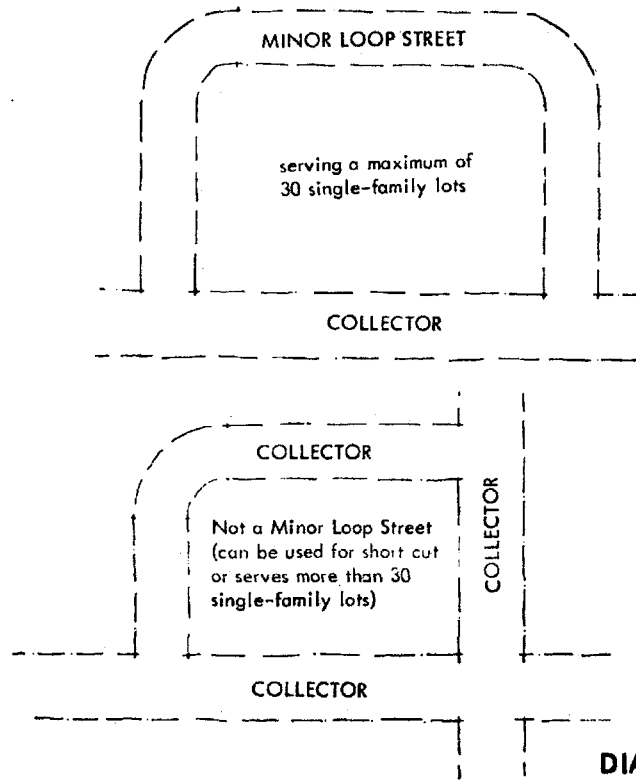 MINOR LOOP STREET
serving a maximum of
30 single-family lots
COLLECTOR
COLLECTOR
COLLECTOR
Not a Minor Loop Street
(can be used for short cut
or serves more than 30
single-family lots)
COLLECTOR